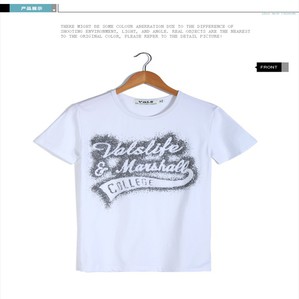 产品展示
THERE MIGHT BE SOME COLOUR ABERRATION DUE TO THE DIFFERENCE OF
SHOOTING ENVIRONMENT, LIGHT, AND ANGLE. REAL OBJECTS ARE THE NEAREST
TO THE ORIGINAL COLOR, PLEASE REFER TO THE DETAIL PICTURE!
FRONT
Valslife
& Marshall
COLLEGE